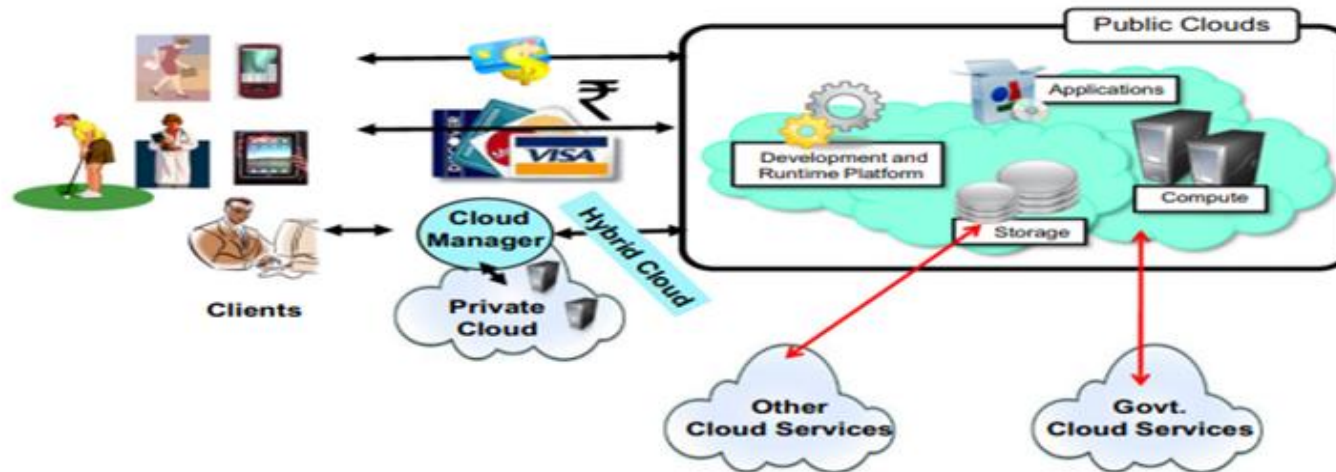 Public Clouds
Applications
₹
DISCOVER
VISA
Development and
Runtime Platform
Compute
Storage
Cloud
Manager
Hybrid Cloud
Private
Cloud
Clients
Other
Cloud Services
Govt.
Cloud Services